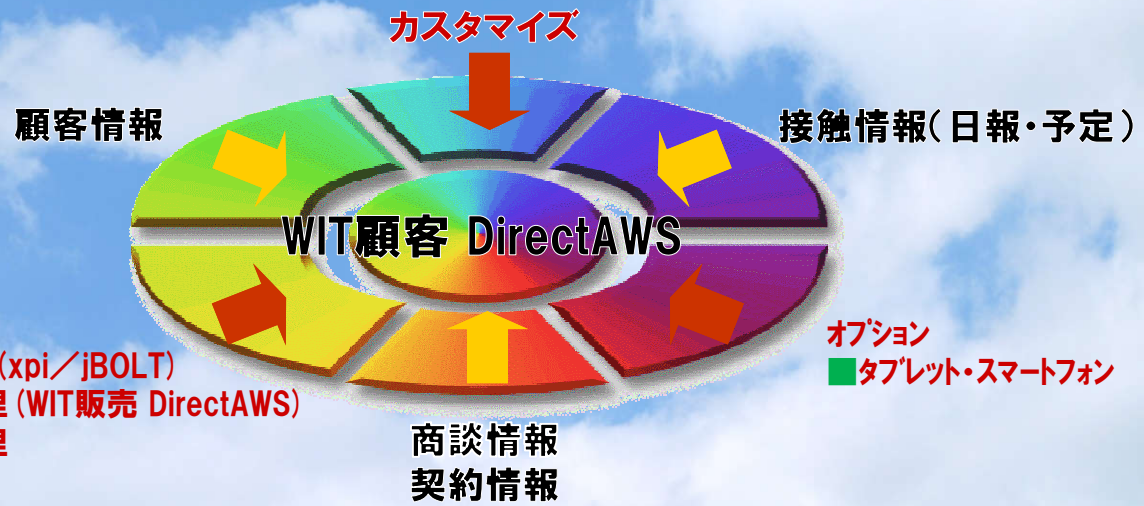 カスタマイズ
顧客情報
接触情報(日報・予定)
WIT顧客 DirectAWS
オプション
■タブレット・スマートフォン
(xpi／jBOLT)
(WIT販売 DirectAWS)
商談情報
契約情報